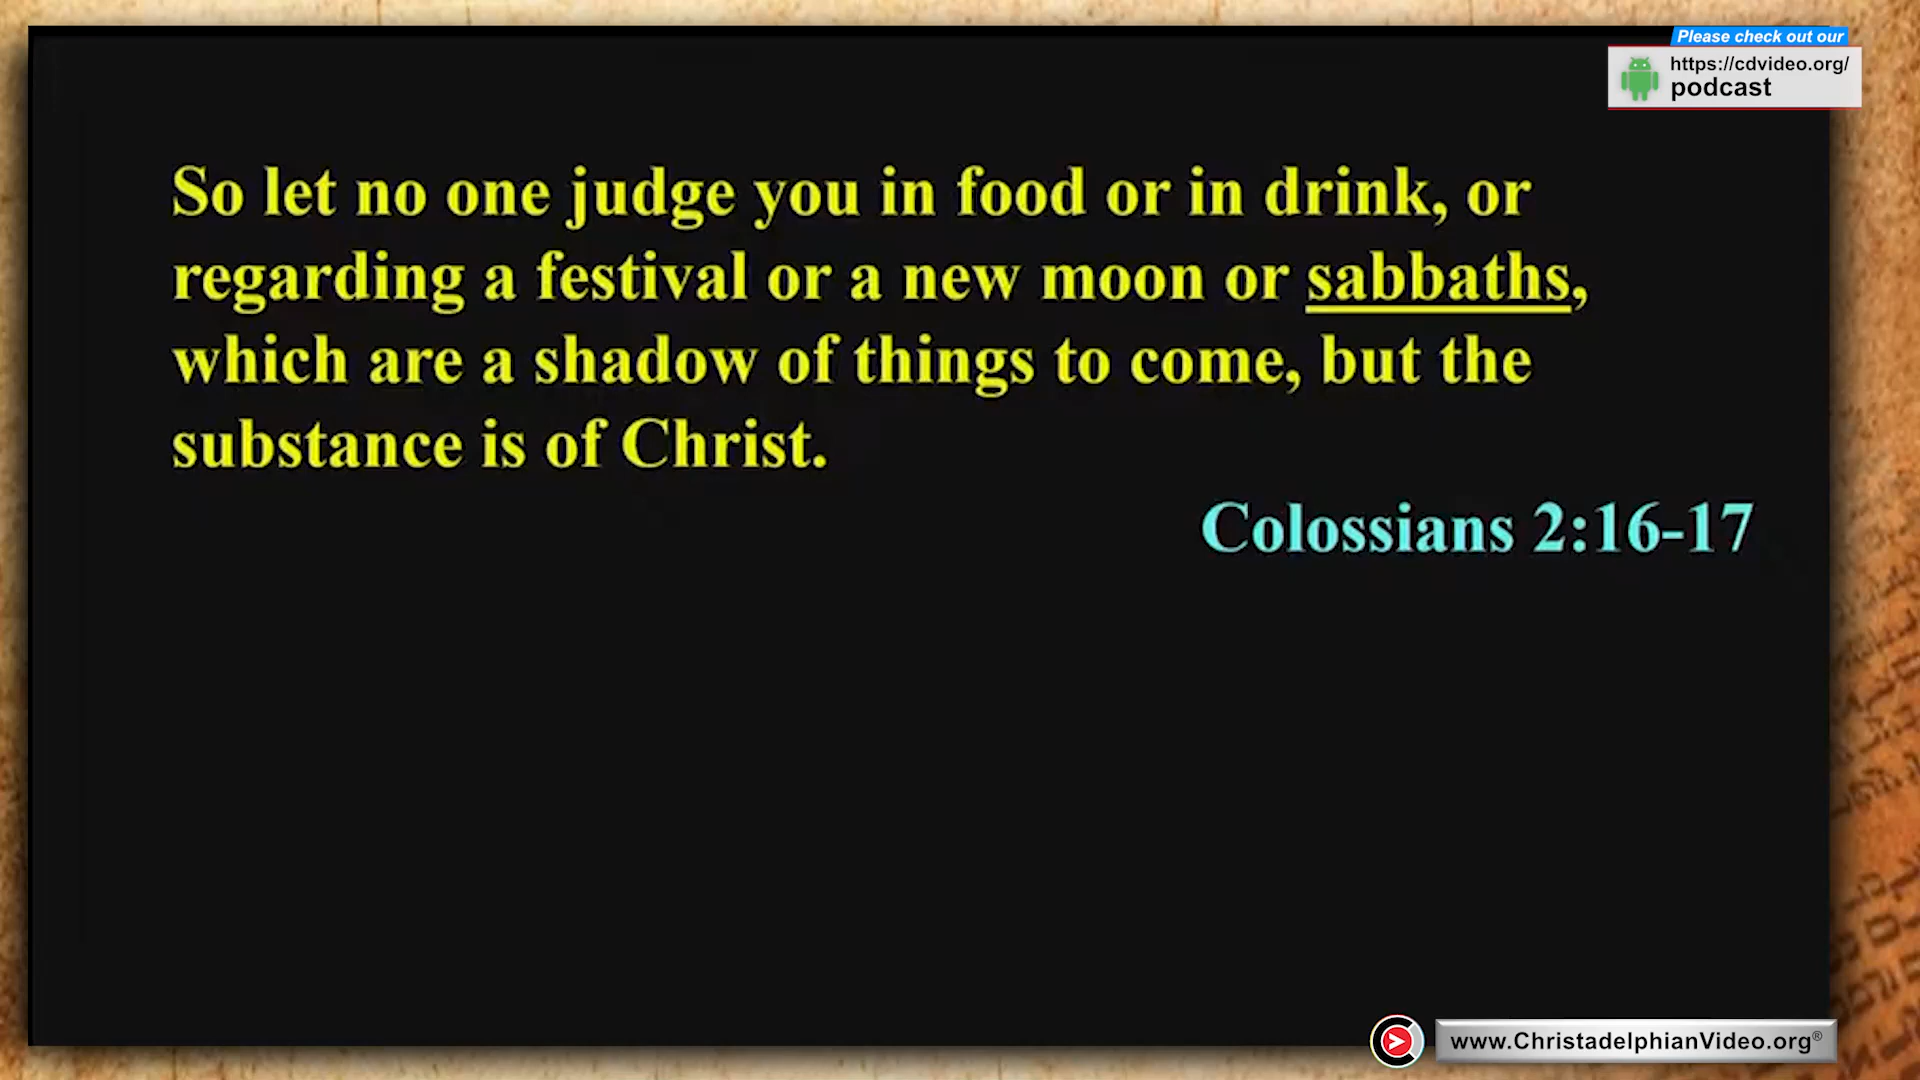 Please check out our
https://cdvideo.org/
podcast
So let no one judge you in food or in drink, or
regarding a festival or a new moon or sabbaths,
which are a shadow of things to come, but the
substance is of Christ.
Colossians 2:16-17
www.ChristadelphianVideo.org®